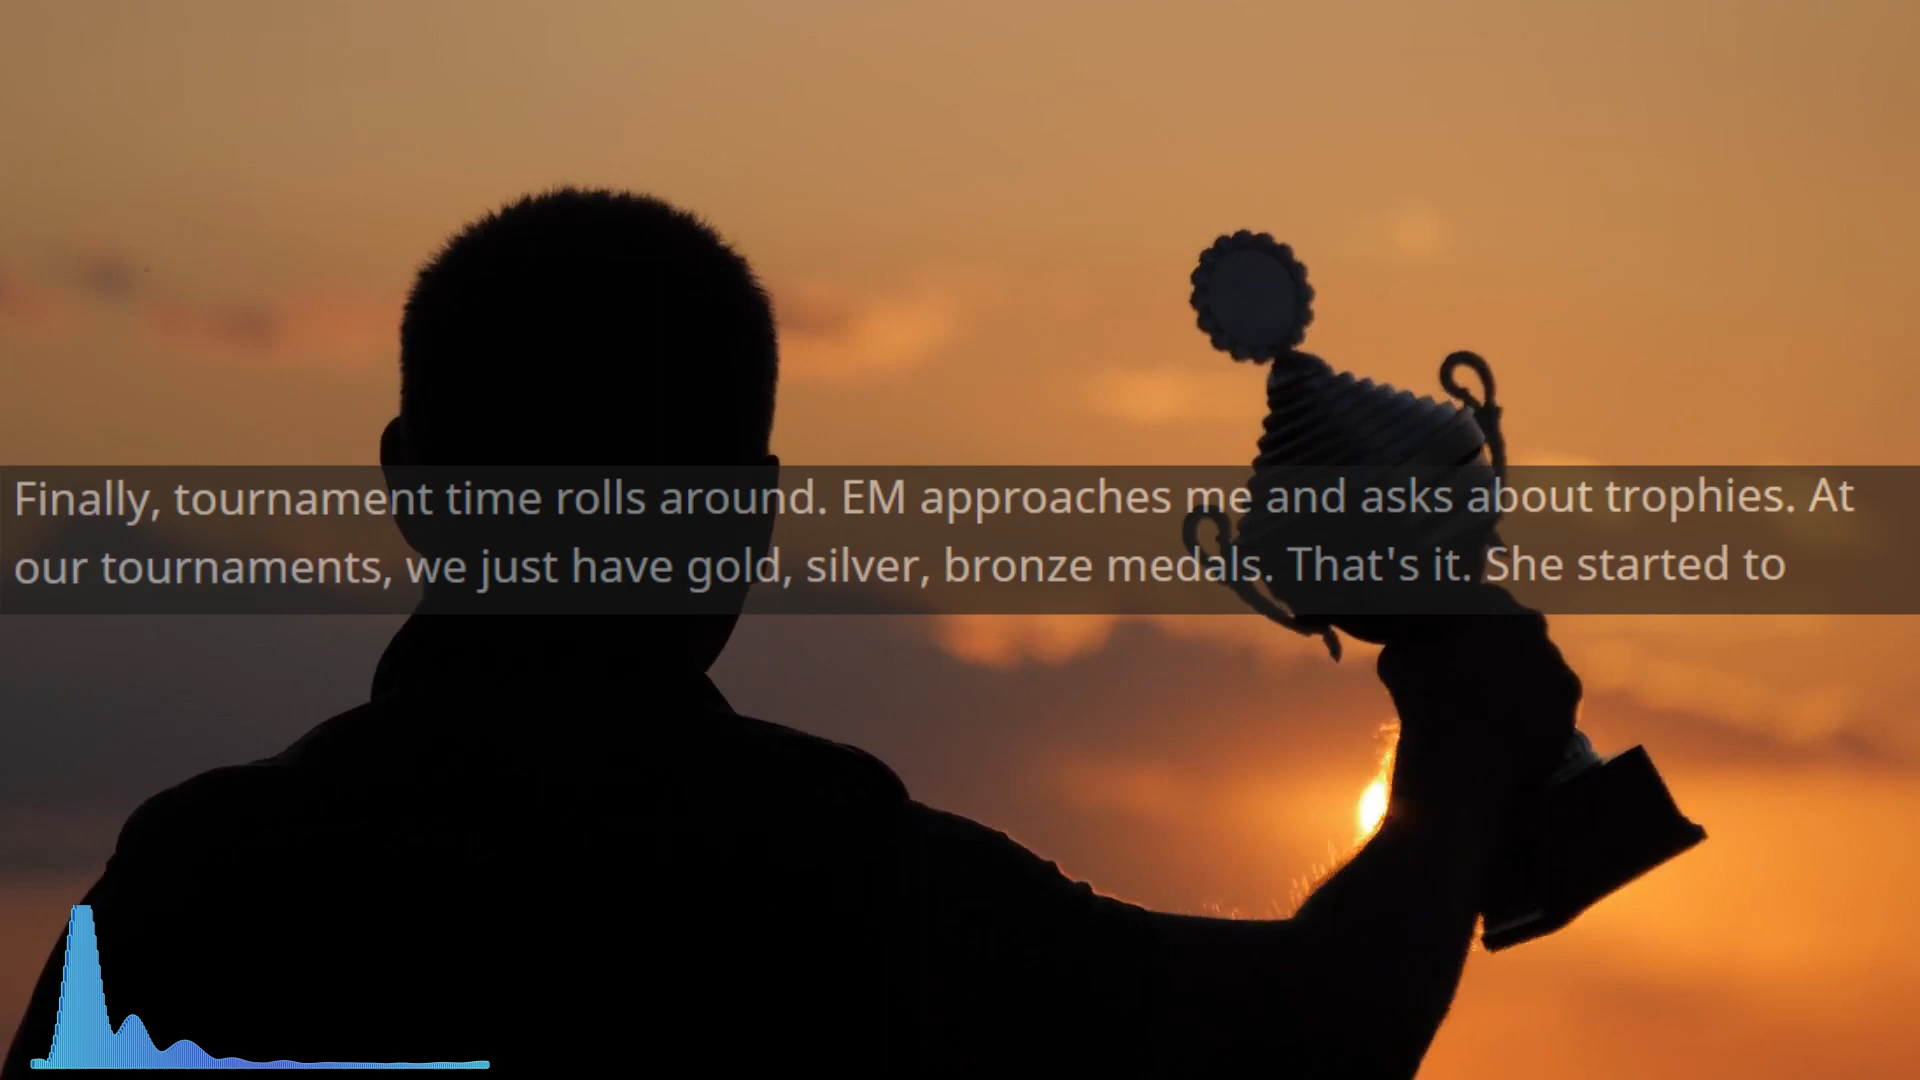 Finally, tournament time rolls around. EM approaches me and asks about trophies. At
our tournaments, we just have gold, silver, bronze medals. That's it. She started to